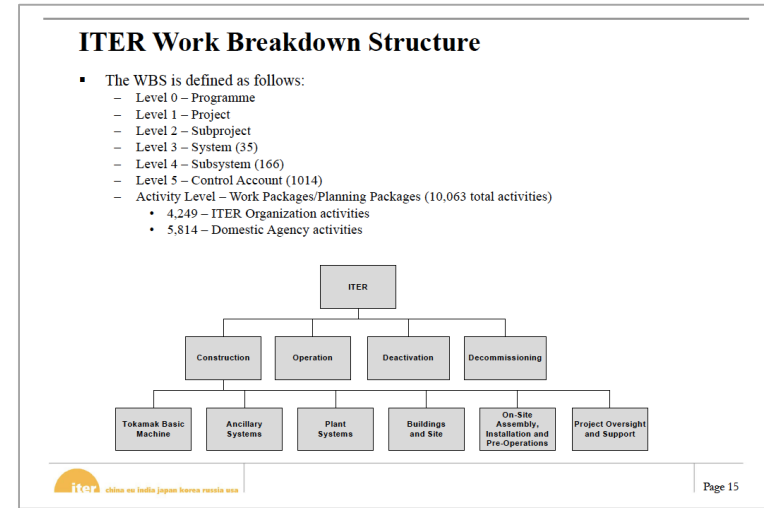 ITER Work Breakdown Structure
▪ The WBS is defined as follows:
– Level 0 – Programme
– Level 1 – Project
– Level 2 – Subproject
– Level 3 – System (35)
– Level 4 – Subsystem (166)
– Level 5 – Control Account (1014)
– Activity Level – Work Packages/Planning Packages (10,063 total activities)
• 4,249 – ITER Organization activities
• 5,814 – Domestic Agency activities
ITER
Construction
Operation
Deactivation
Decommissioning
Tokamak Basic
Machine
Ancillary
Systems
Plant
Systems
Buildings
and Site
On-Site
Assembly,
Installation and
Pre-Operations
Project Oversight
and Support
iter china eu india japan korea russia usa
Page 15